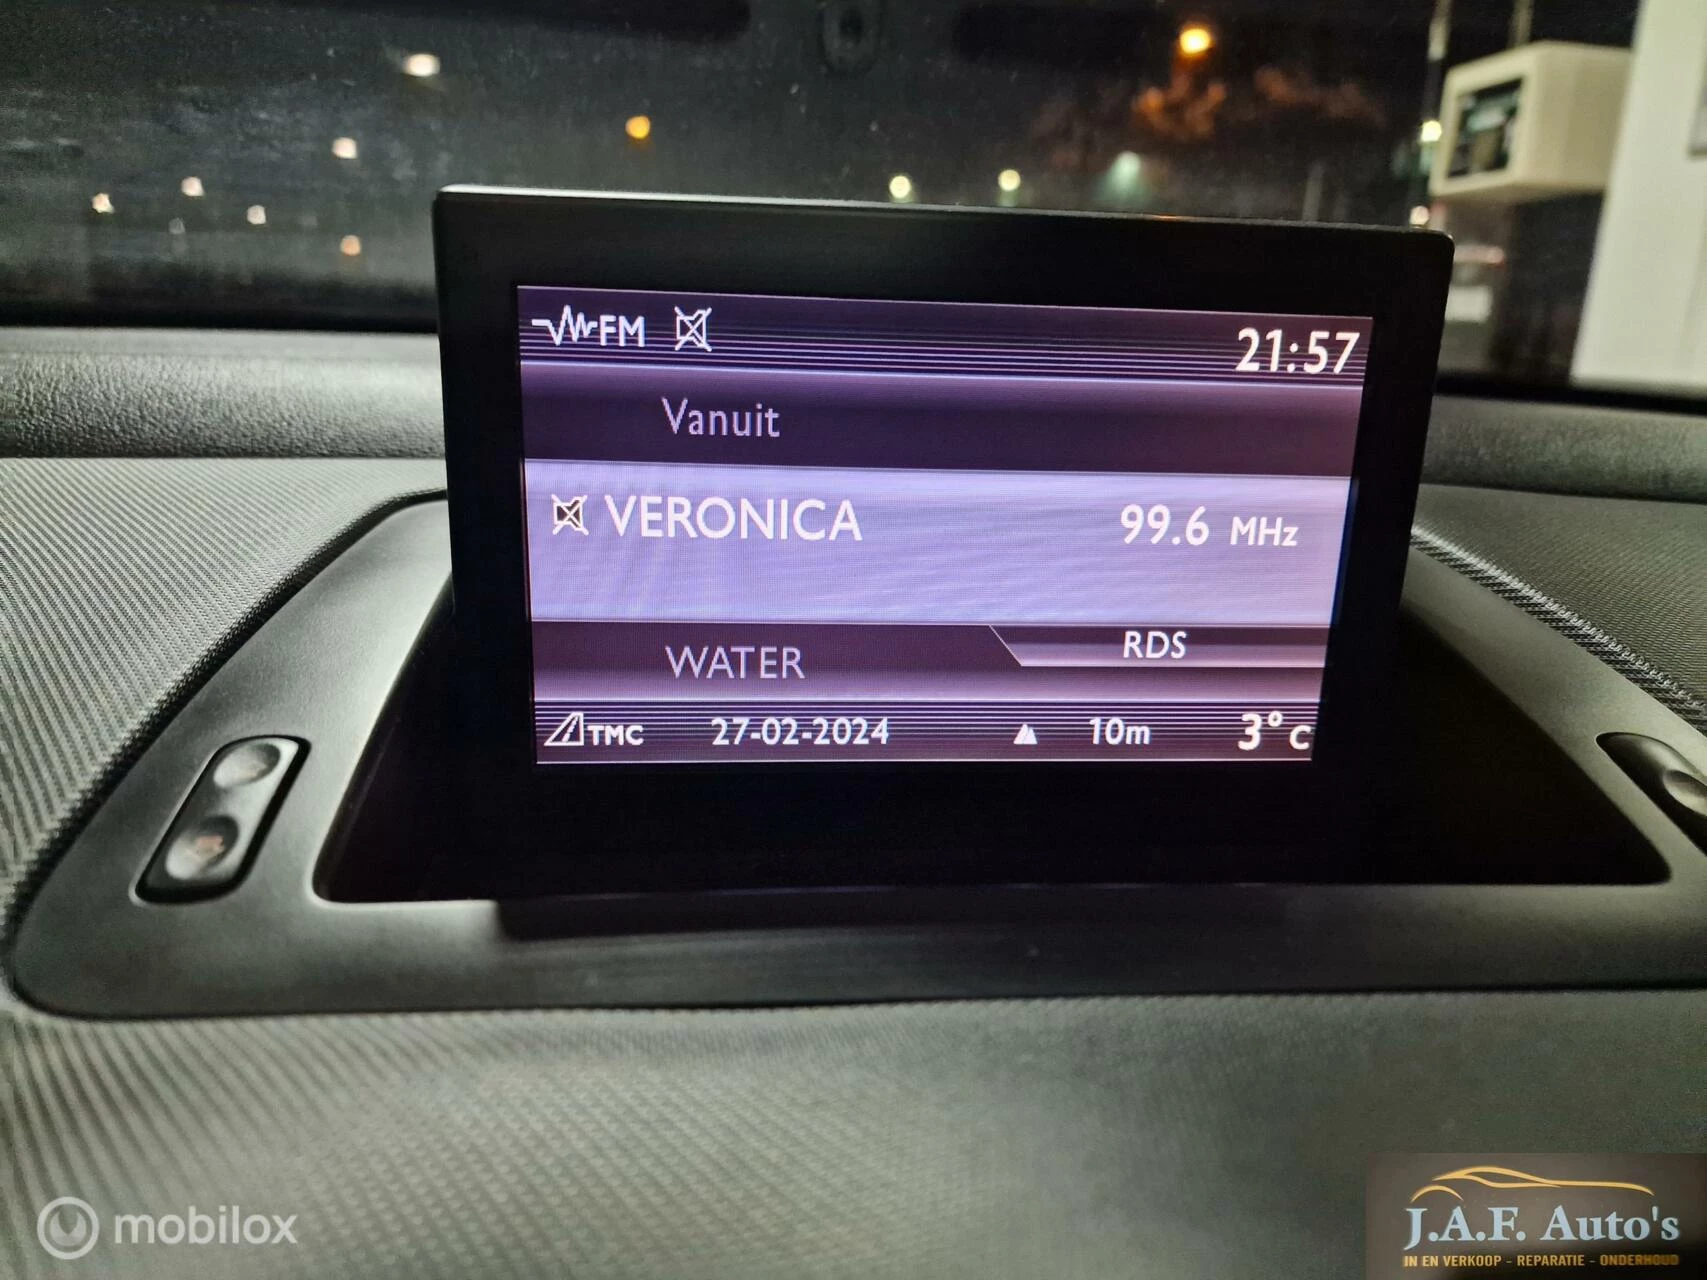 FM
21:57
Vanuit
VERONICA 99.6 MHz
RDS
WATER
TMC 27-02-2024 10m 3°C
mobilox
J.A.F. Auto's
IN EN VERKOOP - REPARATIE - ONDERHOUD